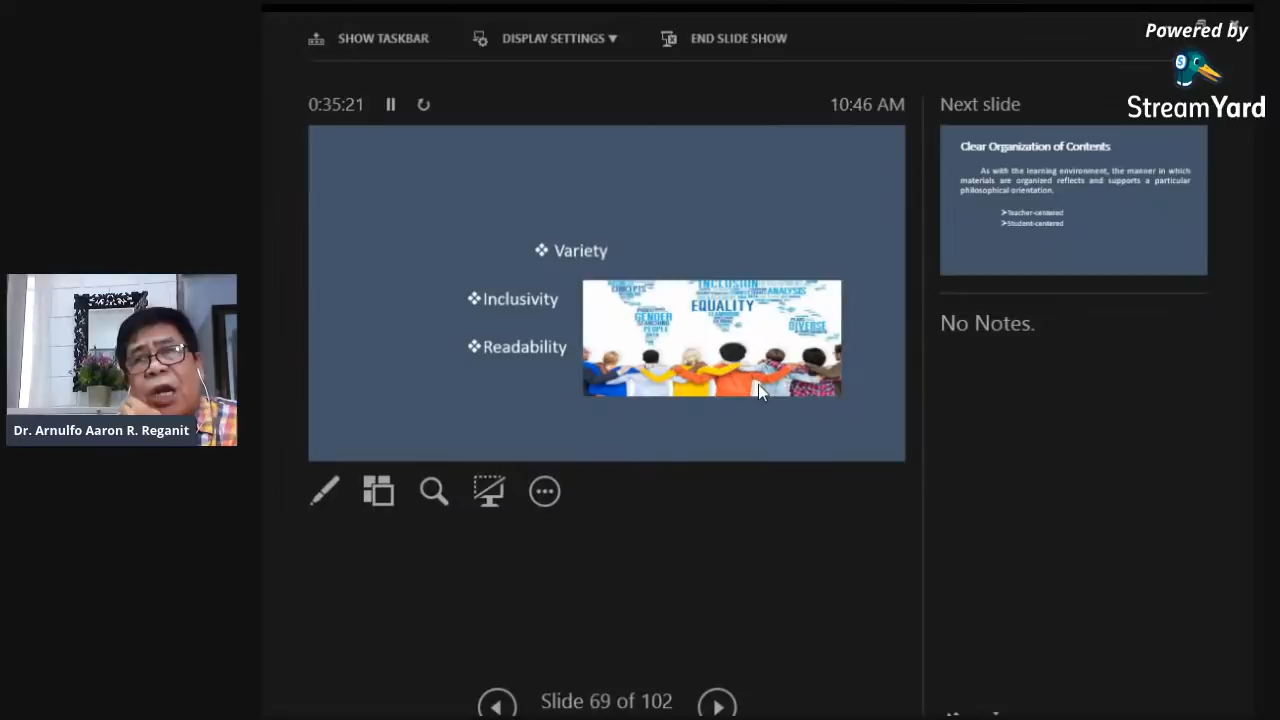 SHOW TASKBAR
DISPLAY SETTINGS ▼
END SLIDE SHOW
Powered by
StreamYard
0:35:21
10:46 AM
Next slide
❖ Variety
❖Inclusivity
❖Readability
CONCEPTS
INCLUSION
ANALYSIS
EQUALITY
GENDER
PEOPLE
DIVERSE
Clear Organization of Contents
As with the learning environment, the manner in which
materials are organized reflects and supports a particular
philosophical orientation.
➢Teacher-centered
➢Student-centered
No Notes.
Dr. Arnulfo Aaron R. Reganit
Slide 69 of 102